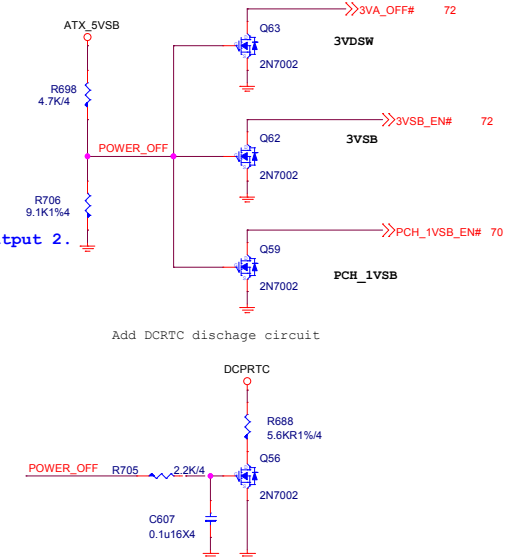 3VA_OFF# 72
ATX_5VSB
Q63
3VDSW
2N7002
R698
4.7K/4
3VSB_EN# 72
Q62
3VSB
POWER_OFF
2N7002
R706
9.1K1%4
PCH_1VSB_EN# 70
tput 2.
Q59
PCH_1VSB
2N7002
Add DCRTC dischage circuit
DCPRTC
R688
5.6KR1%/4
Q56
POWER_OFF R705 2.2K/4
2N7002
C607
0.1u16X4